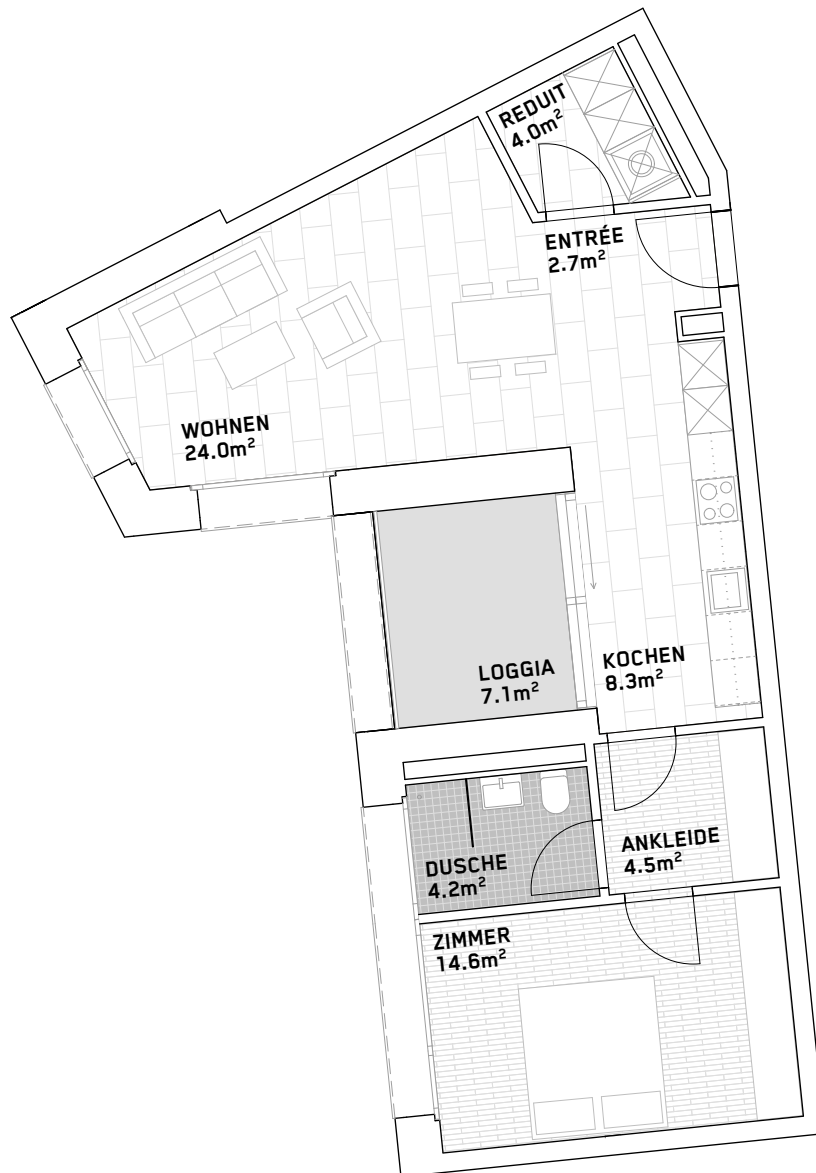 REDUIT
4.0m²
ENTRÉE
2.7m²
WOHNEN
24.0m²
LOGGIA
7.1m²
KOCHEN
8.3m²
DUSCHE
4.2m²
ANKLEIDE
4.5m²
ZIMMER
14.6m²